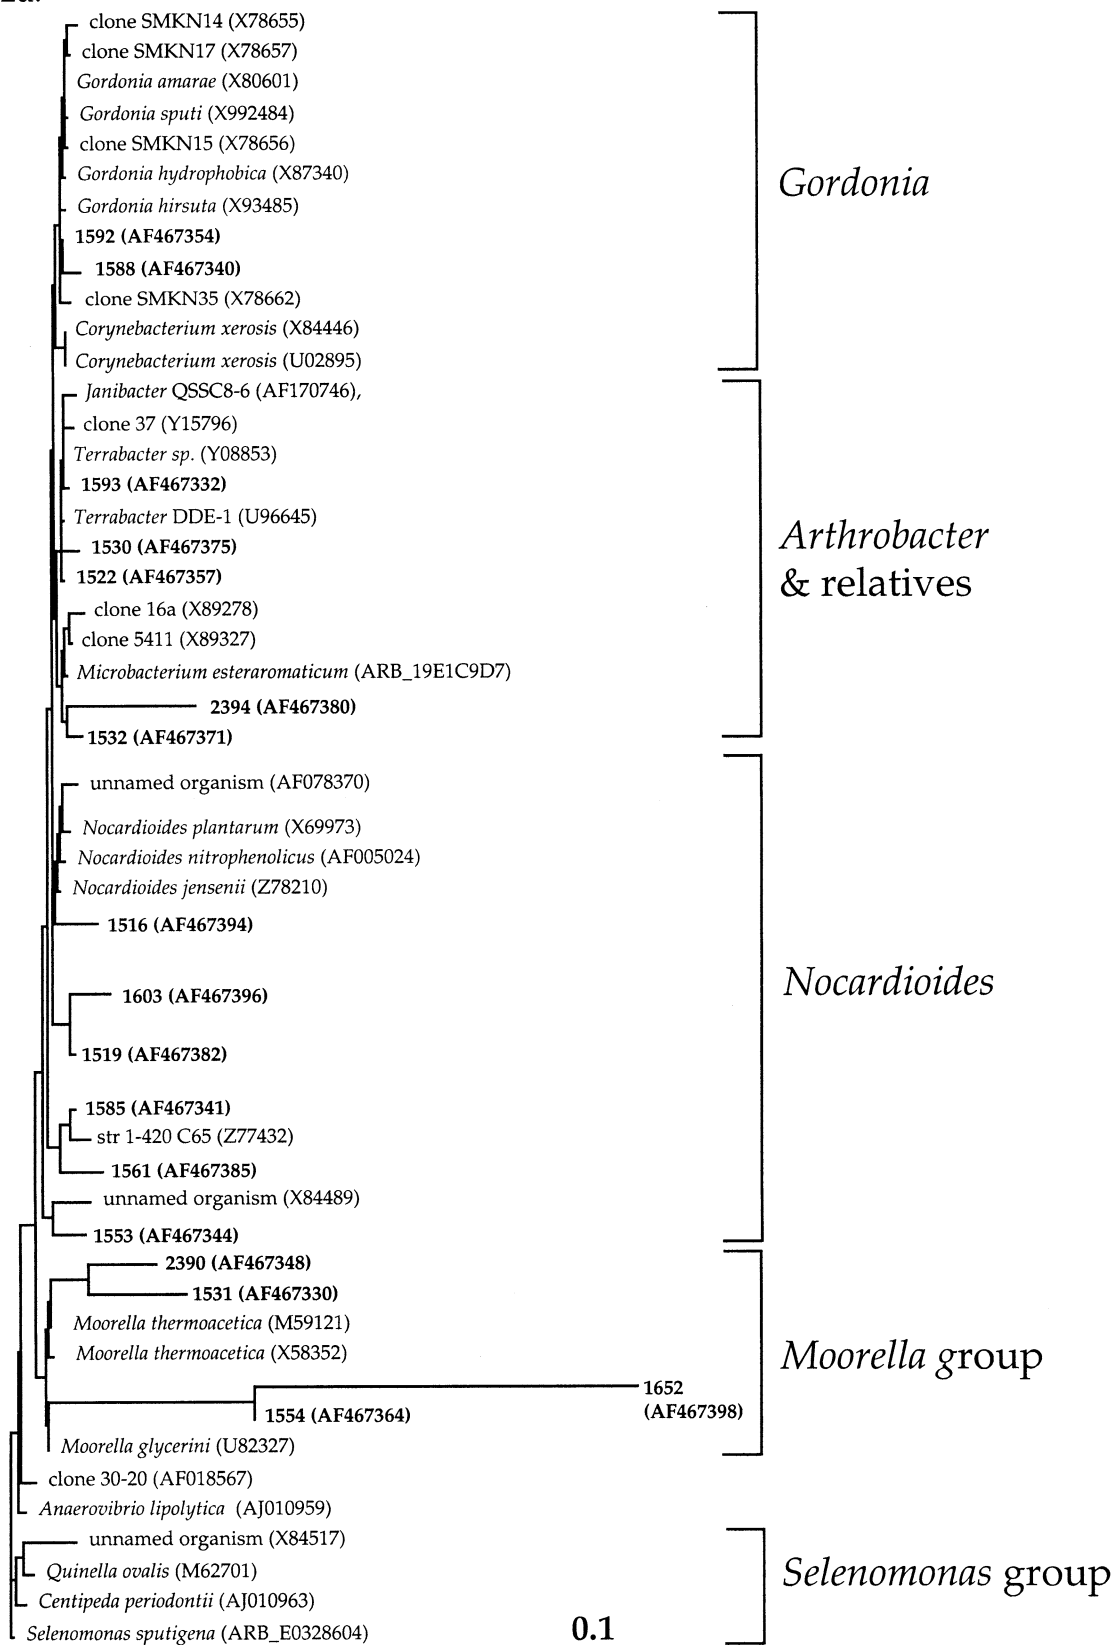 clone SMKN14 (X78655)
clone SMKN17 (X78657)
Gordonia amarae (X80601)
Gordonia sputi (X992484)
clone SMKN15 (X78656)
Gordonia hydrophobica (X87340)
Gordonia
Gordonia hirsuta (X93485)
1592 (AF467354)
1588 (AF467340)
clone SMKN35 (X78662)
Corynebacterium xerosis (X84446)
Corynebacterium xerosis (U02895)
Janibacter QSSC8-6 (AF170746),
clone 37 (Y15796)
Terrabacter sp. (Y08853)
1593 (AF467332)
Terrabacter DDE-1 (U96645)
1530 (AF467375)
1522 (AF467357)
Arthrobacter
& relatives
clone 16a (X89278)
clone 5411 (X89327)
Microbacterium esteraromaticum (ARB_19E1C9D7)
2394 (AF467380)
1532 (AF467371)
unnamed organism (AF078370)
Nocardioides plantarum (X69973)
Nocardioides nitrophenolicus (AF005024)
Nocardioides jensenii (Z78210)
1516 (AF467394)
Nocardioides
1603 (AF467396)
1519 (AF467382)
1585 (AF467341)
str 1-420 C65 (Z77432)
1561 (AF467385)
unnamed organism (X84489)
1553 (AF467344)
2390 (AF467348)
1531 (AF467330)
Moorella thermoacetica (M59121)
Moorella thermoacetica (X58352)
Moorella group
1652
(AF467398)
1554 (AF467364)
Moorella glycerini (U82327)
clone 30-20 (AF018567)
Anaerovibrio lipolytica (AJ010959)
unnamed organism (X84517)
Quinella ovalis (M62701)
Selenomonas group
Centipeda periodontii (AJ010963)
Selenomonas sputigena (ARB_E0328604)
0.1